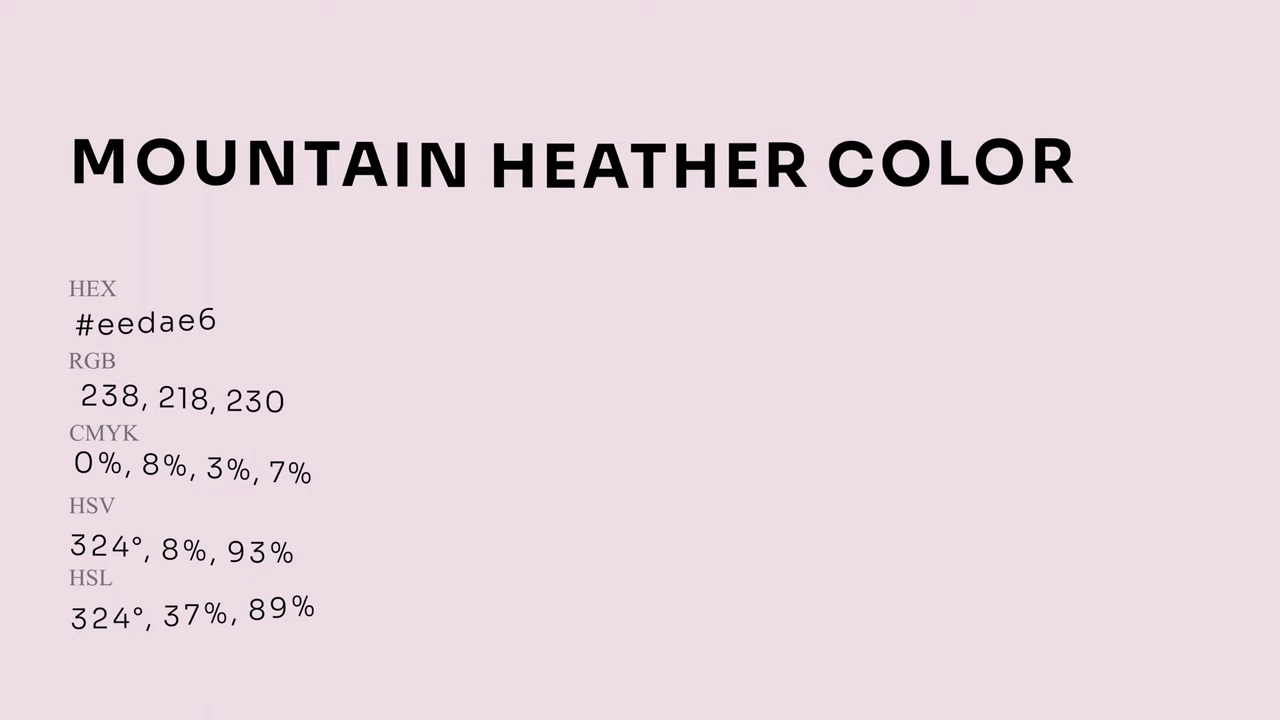 MOUNTAIN HEATHER COLOR
HEX
#eedae6
RGB
238, 218, 230
CMYK
0%, 8%, 3%, 7%
HSV
324°, 8%, 93%
HSL
324°, 37%, 89%